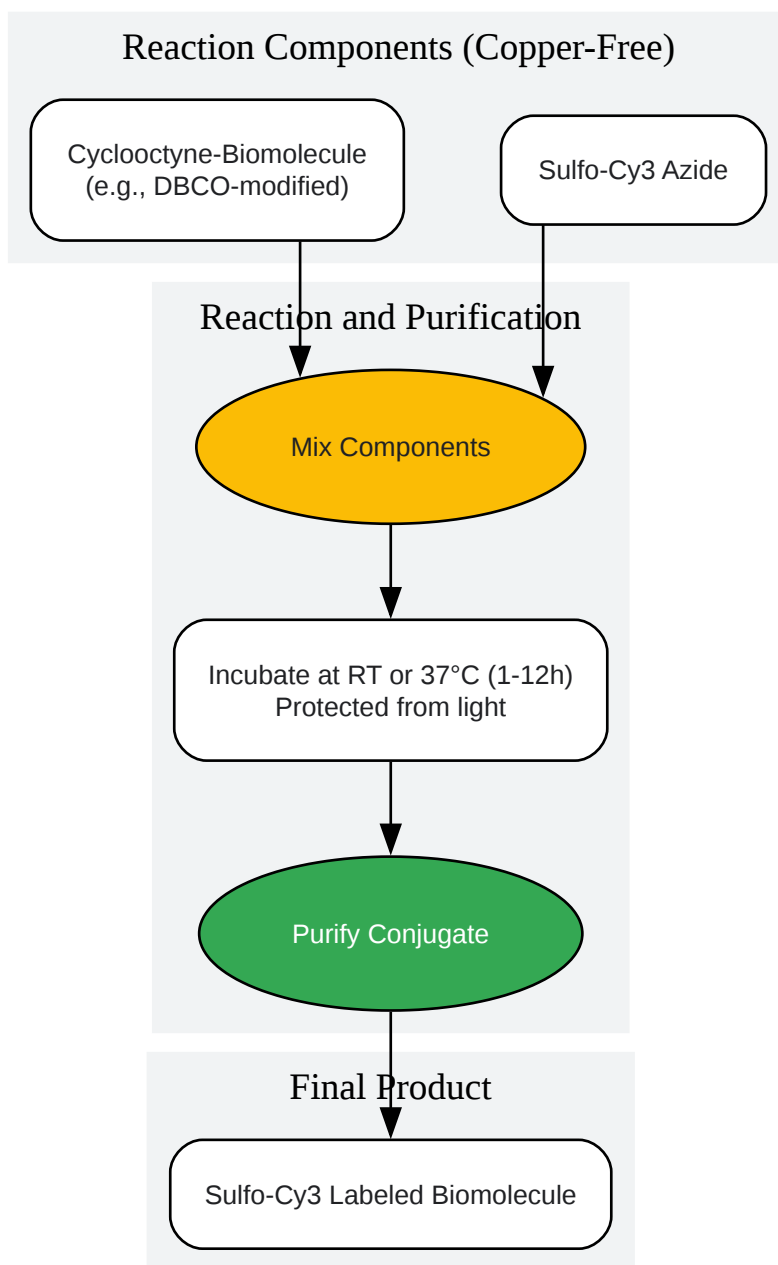 Reaction Components (Copper-Free)
Cyclooctyne-Biomolecule
(e.g., DBCO-modified)
Sulfo-Cy3 Azide
Reaction and Purification
Mix Components
Incubate at RT or 37°C (1-12h)
Protected from light
Purify Conjugate
Final Product
Sulfo-Cy3 Labeled Biomolecule